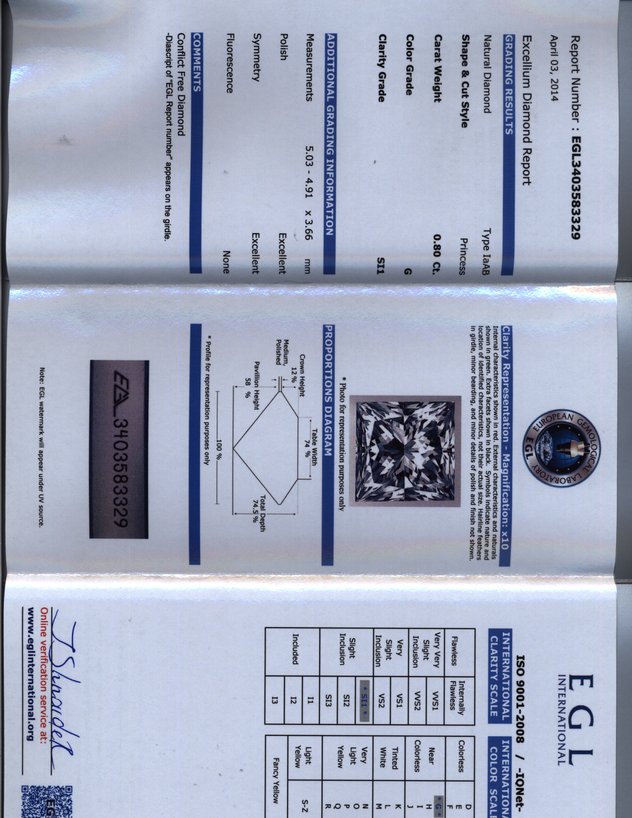 Report Number : EGL3403583329
April 03, 2014
Excellium Diamond Report
GRADING RESULTS
Natural Diamond Type IaAB
Shape & Cut Style Princess
Carat Weight 0.80 Ct.
Color Grade G
Clarity Grade SI1
ADDITIONAL GRADING INFORMATION
Measurements 5.03 - 4.91 x 3.66 mm
Polish Excellent
Symmetry Excellent
Fluorescence None
COMMENTS
Conflict Free Diamond
-Diascript of "EGL Report number" appears on the girdle.
EUROPEAN GEMOLOGICAL LABORATORY
EGL
Clarity Representation - Magnification: x10
Internal characteristics shown in red. External characteristics and naturals
shown in green. Extra facets shown in black. Symbols indicate nature and
location of identified characteristics, not their actual size. Hairline feathers
in girdle, minor bearding, and minor details of polish and finish not shown.
* Photo for representation purposes only
PROPORTIONS DIAGRAM
Table Width
74 %
Crown Height
12 %
Medium,
Polished
Pavillion Height
58 %
Total Depth
74.5 %
100 %
* Profile for representation purposes only
3403583329
Note: EGL watermark will appear under UV source.
EGL
INTERNATIONAL
ISO 9001-2008 / -IQNet-
INTERNATIONAL
CLARITY SCALE
Flawless Internally
Flawless
Very Very
Slight
Inclusion
VVS1
VVS2
Very
Slight
Inclusion
VS1
VS2
Slight
Inclusion
* SI1 *
SI2
SI3
Included
I1
I2
I3
INTERNATIONA
COLOR SCALE
Colorless
D
E
F
Near
Colorless
* G *
H
I
J
Tinted
White
K
L
M
Very
Light
Yellow
N
O
P
Q
R
Light
Yellow
S-Z
Fancy Yellow
Online verification service at:
www.eglinternational.org
EG